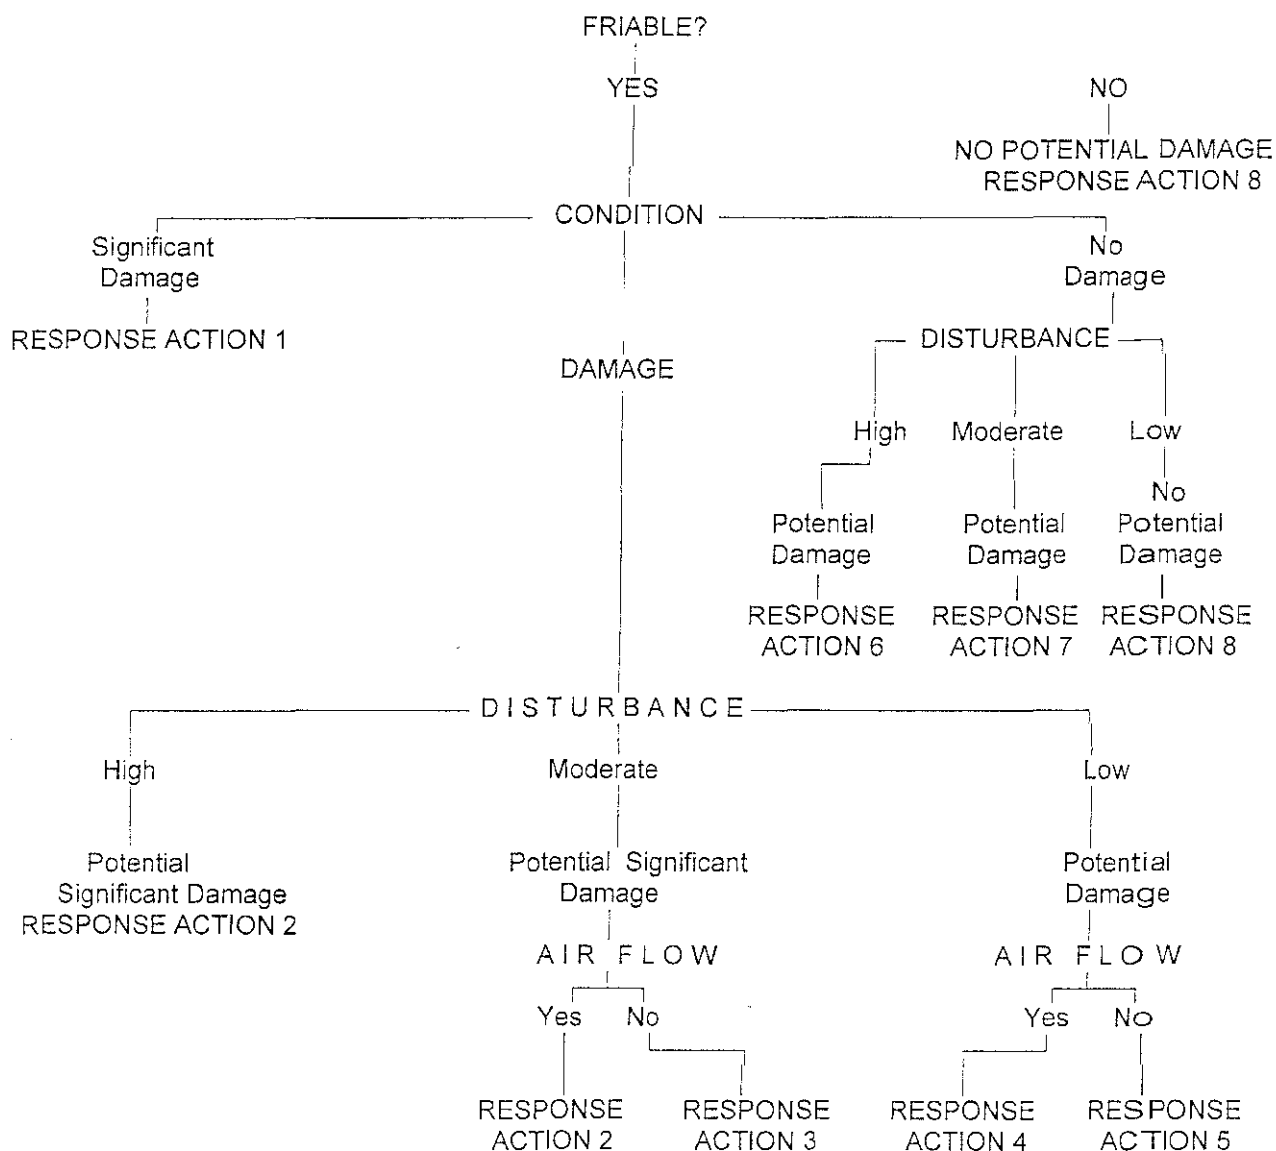 FRIABLE?
YES
NO
NO POTENTIAL DAMAGE
RESPONSE ACTION 8
CONDITION
Significant
Damage
RESPONSE ACTION 1
No
Damage
DISTURBANCE
DAMAGE
High
Moderate
Low
Potential
Damage
Potential
Damage
No
Potential
Damage
RESPONSE
ACTION 6
RESPONSE
ACTION 7
RESPONSE
ACTION 8
DISTURBANCE
High
Moderate
Low
Potential
Significant Damage
RESPONSE ACTION 2
Potential Significant
Damage
Potential
Damage
AIR FLOW
AIR FLOW
Yes
No
Yes
No
RESPONSE
ACTION 2
RESPONSE
ACTION 3
RESPONSE
ACTION 4
RESPONSE
ACTION 5